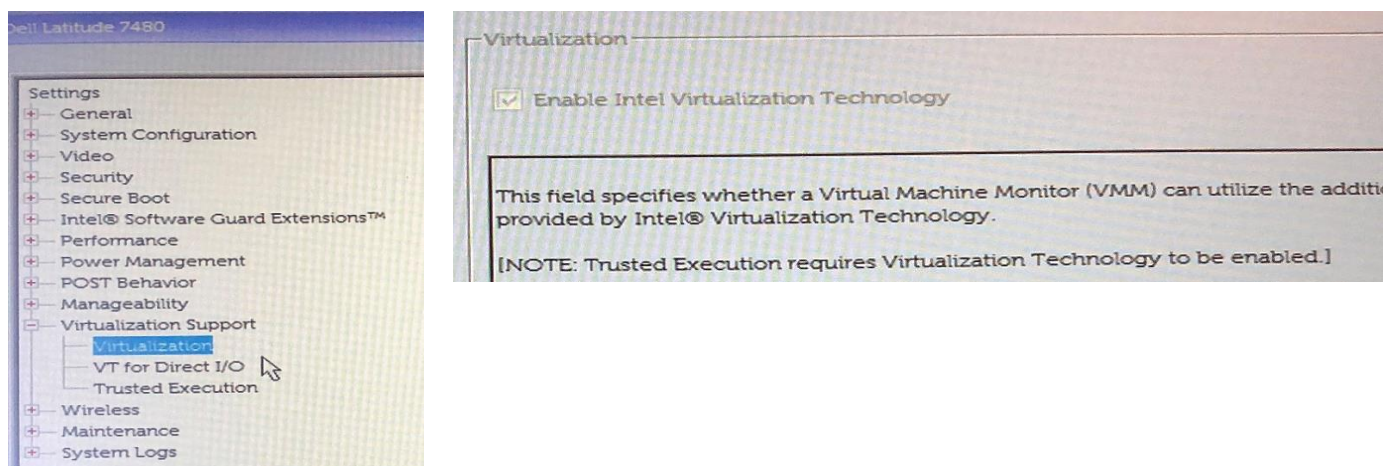 Dell Latitude 7480
Settings
General
System Configuration
Video
Security
Secure Boot
Intel® Software Guard Extensions™
Performance
Power Management
POST Behavior
Manageability
Virtualization Support
Virtualization
VT for Direct I/O
Trusted Execution
Wireless
Maintenance
System Logs
Virtualization
Enable Intel Virtualization Technology
This field specifies whether a Virtual Machine Monitor (VMM) can utilize the additi
provided by Intel® Virtualization Technology.
[NOTE: Trusted Execution requires Virtualization Technology to be enabled.]